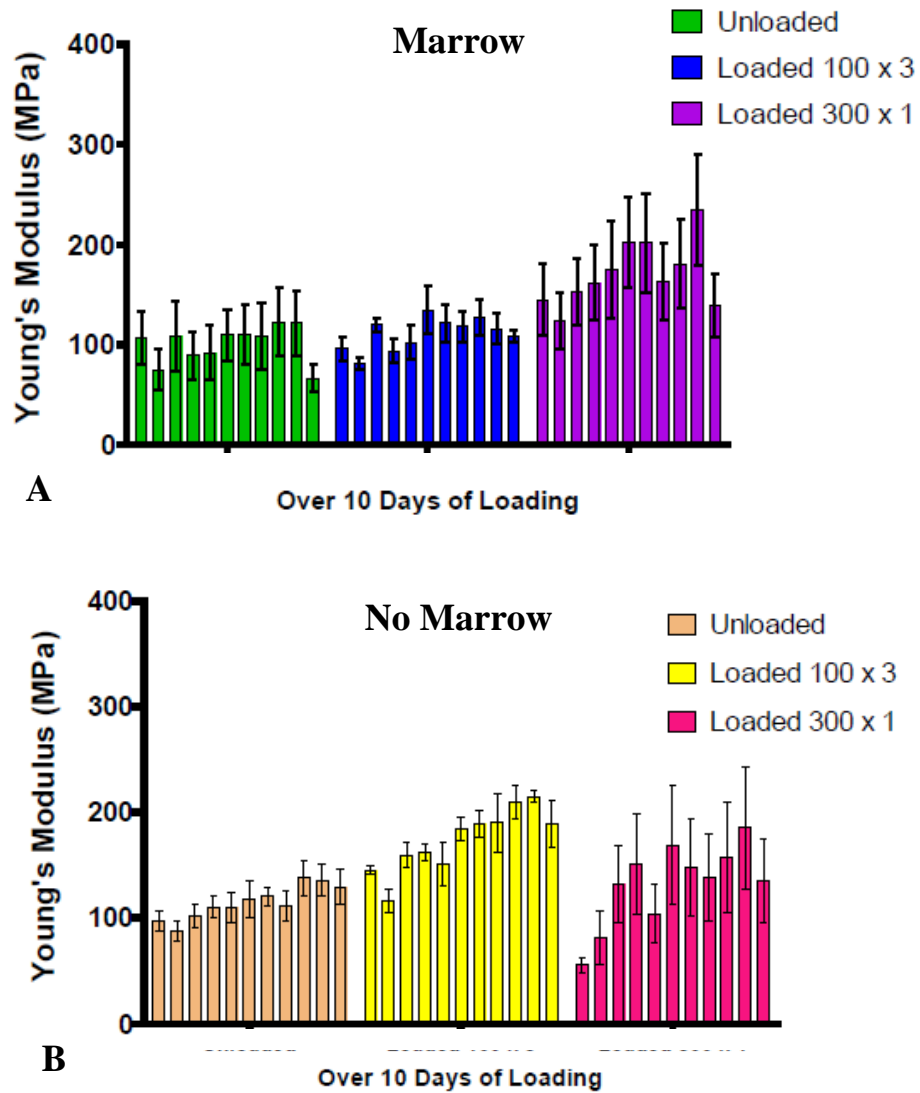 Marrow
Unloaded
Loaded 100 x 3
Loaded 300 x 1
Young's Modulus (MPa)
400
300
200
100
0
A
Over 10 Days of Loading
No Marrow
Unloaded
Loaded 100 x 3
Loaded 300 x 1
Young's Modulus (MPa)
400
300
200
100
0
B
Over 10 Days of Loading